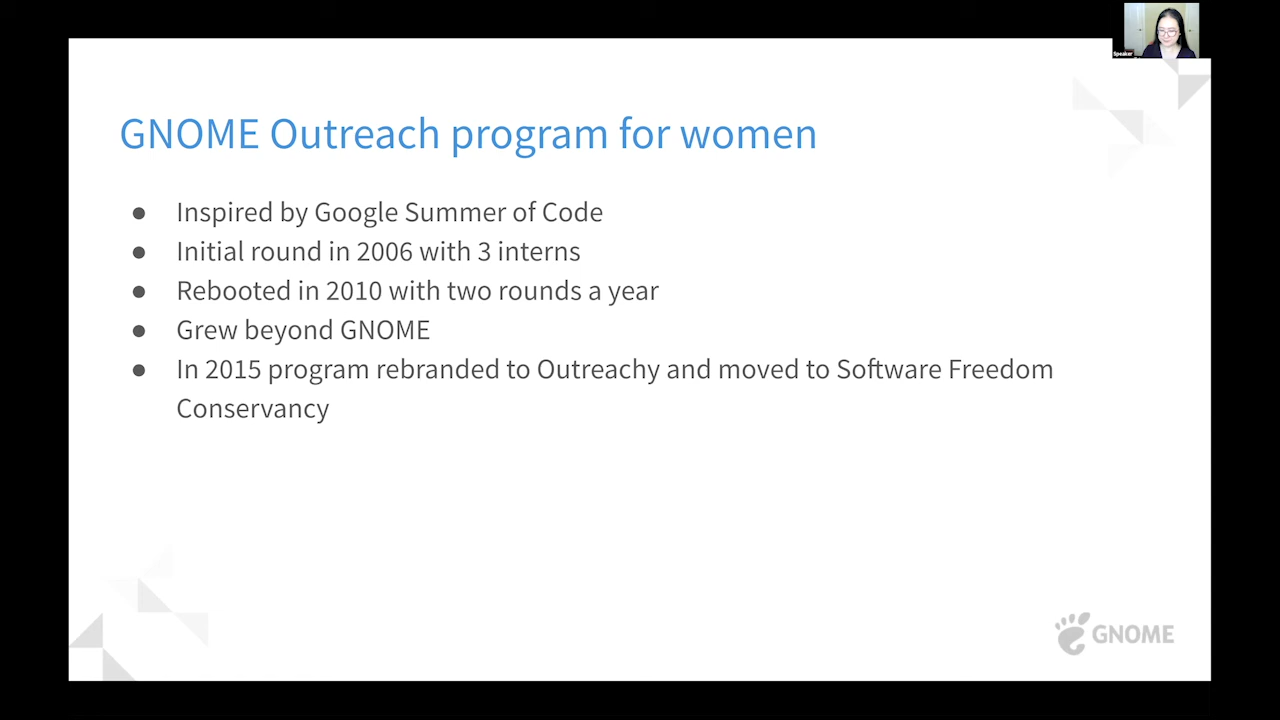 Speaker
GNOME Outreach program for women
● Inspired by Google Summer of Code
● Initial round in 2006 with 3 interns
● Rebooted in 2010 with two rounds a year
● Grew beyond GNOME
● In 2015 program rebranded to Outreachy and moved to Software Freedom
Conservancy
GNOME